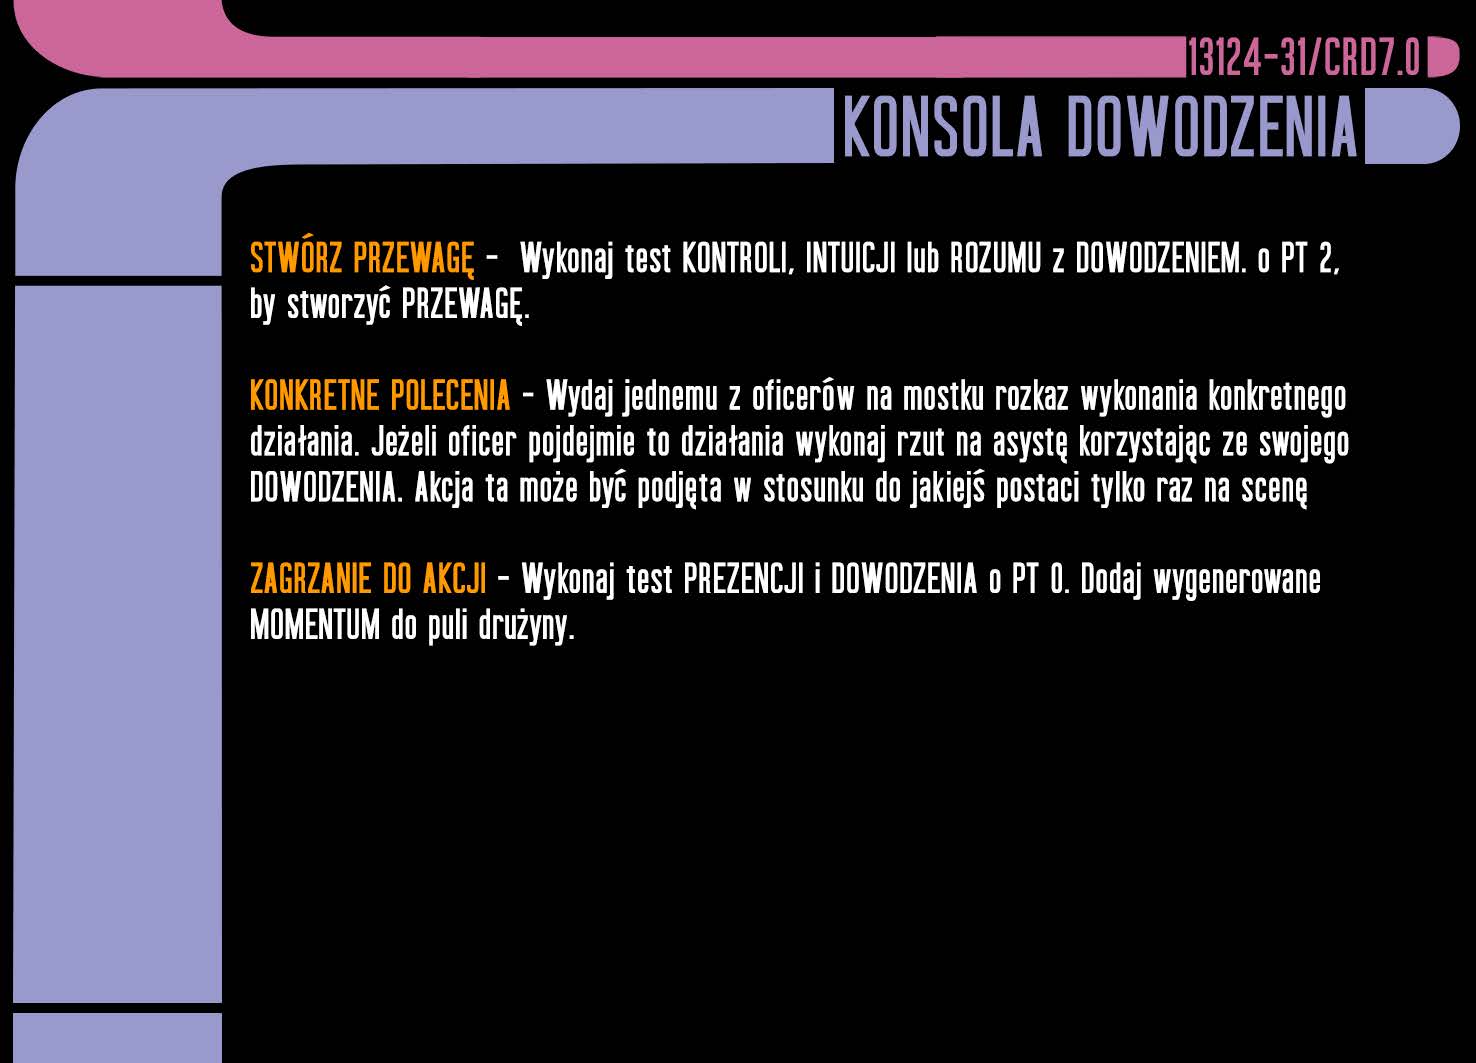 13124-31/CRD7.0
KONSOLA DOWODZENIA
STWÓRZ PRZEWAGĘ - Wykonaj test KONTROLI, INTUICJI lub ROZUMU z DOWODZENIEM. o PT 2,
by stworzyć PRZEWAGĘ.
KONKRETNE POLECENIA - Wydaj jednemu z oficerów na mostku rozkaz wykonania konkretnego
działania. Jeżeli oficer pojdejmie to działania wykonaj rzut na asystę korzystając ze swojego
DOWODZENIA. Akcja ta może być podjęta w stosunku do jakiejś postaci tylko raz na scenę
ZAGRZANIE DO AKCJI - Wykonaj test PREZENCJI i DOWODZENIA o PT 0. Dodaj wygenerowane
MOMENTUM do puli drużyny.